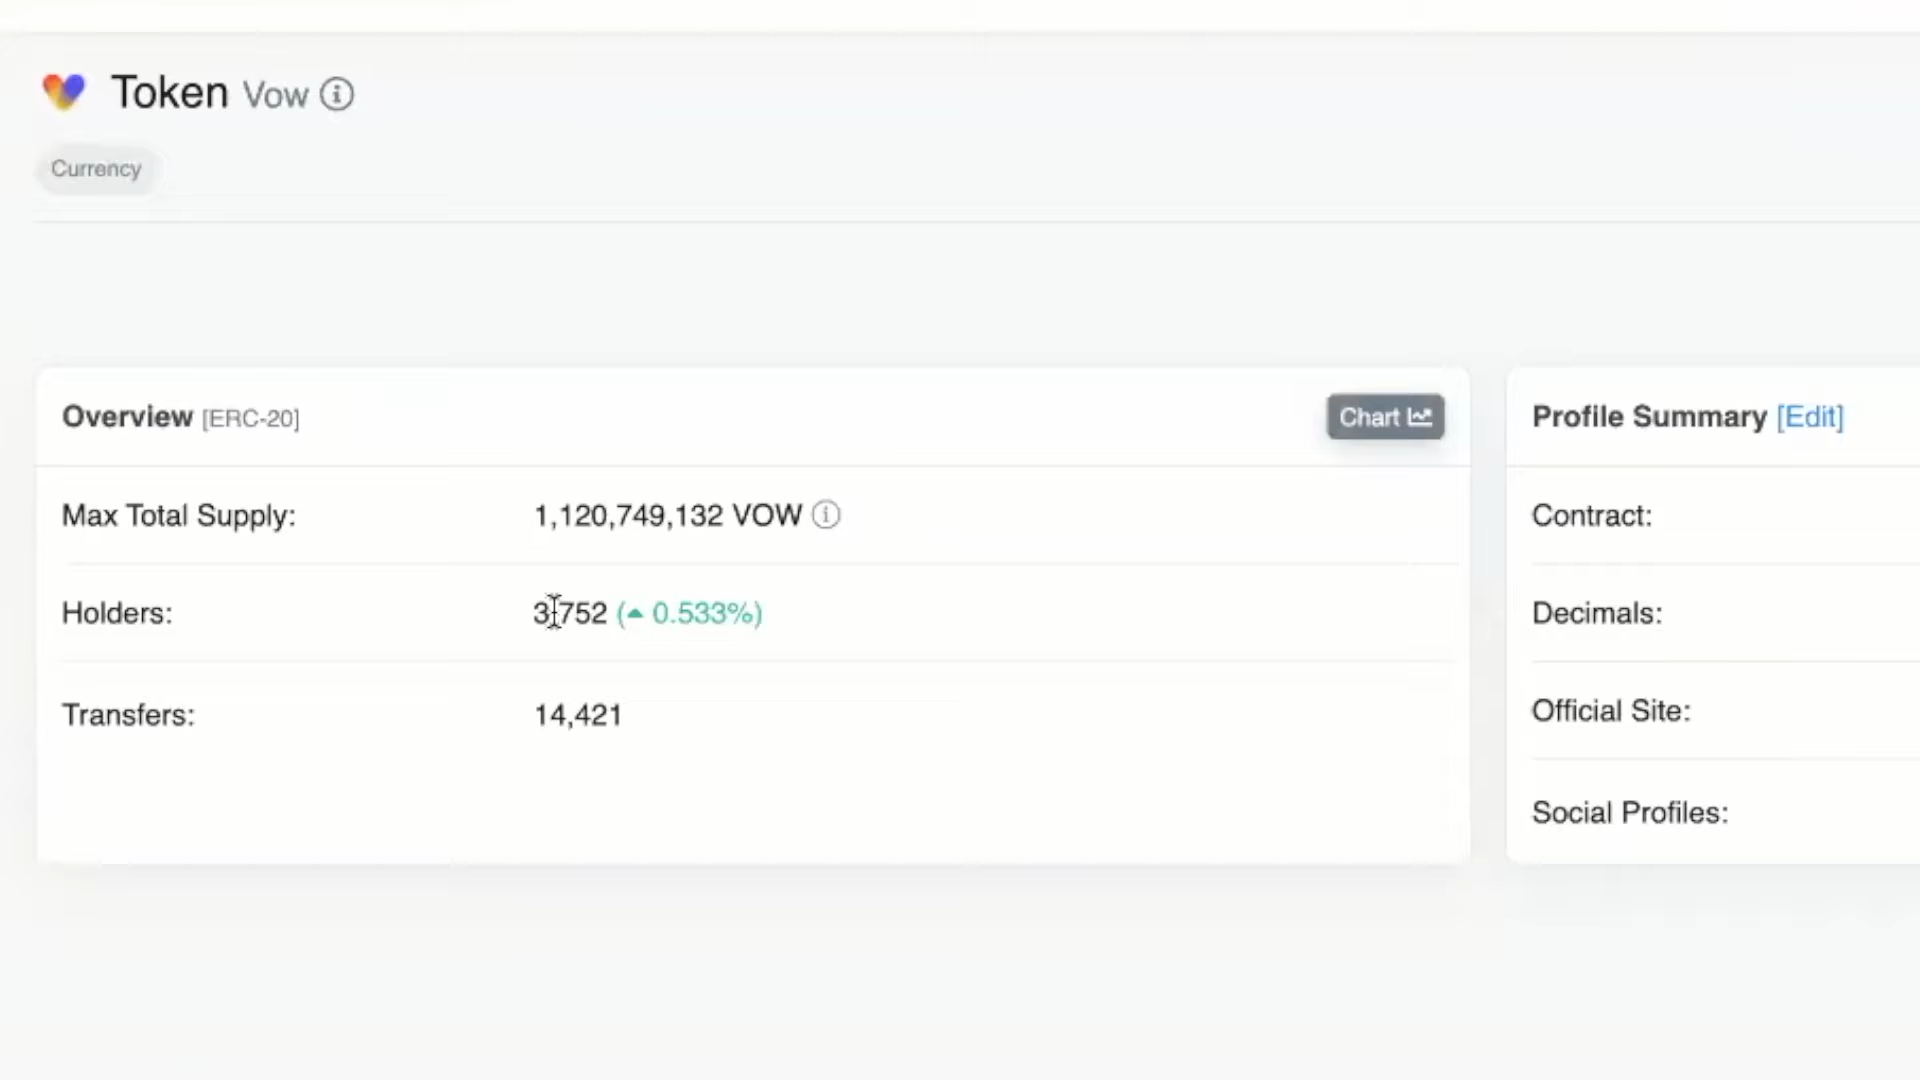 Token Vow
Currency
Overview [ERC-20]
Chart
Max Total Supply:
1,120,749,132 VOW
Holders:
3,752 (0.533%)
Transfers:
14,421
Profile Summary [Edit]
Contract:
Decimals:
Official Site:
Social Profiles: